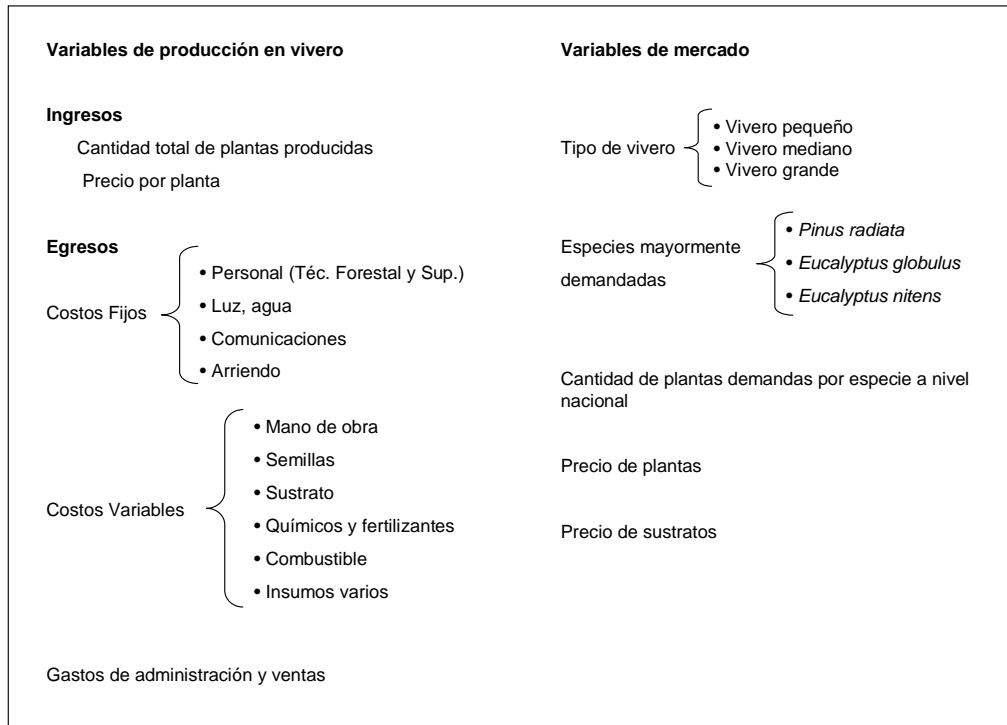 Variables de producción en vivero
Ingresos
Cantidad total de plantas producidas
Precio por planta
Egresos
Costos Fijos
• Personal (Téc. Forestal y Sup.)
• Luz, agua
• Comunicaciones
• Arriendo
Costos Variables
• Mano de obra
• Semillas
• Sustrato
• Químicos y fertilizantes
• Combustible
• Insumos varios
Gastos de administración y ventas
Variables de mercado
Tipo de vivero
• Vivero pequeño
• Vivero mediano
• Vivero grande
Especies mayormente
demandadas
• Pinus radiata
• Eucalyptus globulus
• Eucalyptus nitens
Cantidad de plantas demandas por especie a nivel
nacional
Precio de plantas
Precio de sustratos